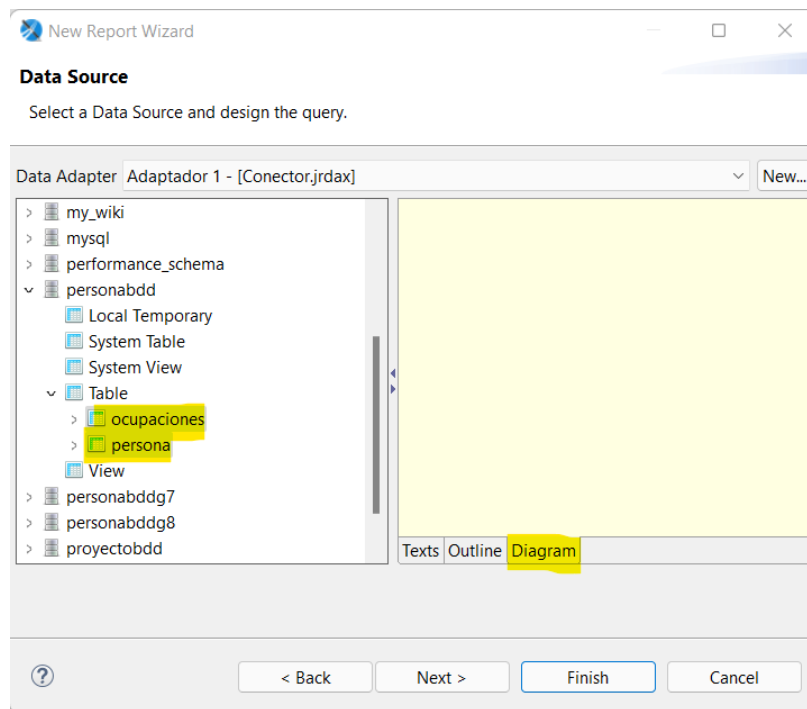 New Report Wizard
Data Source
Select a Data Source and design the query.
Data Adapter Adaptador 1 - [Conector.jrdax] New...
my_wiki
mysql
performance_schema
personabdd
Local Temporary
System Table
System View
Table
ocupaciones
persona
View
personabddg7
personabddg8
proyectobdd
Texts Outline Diagram
? < Back Next > Finish Cancel